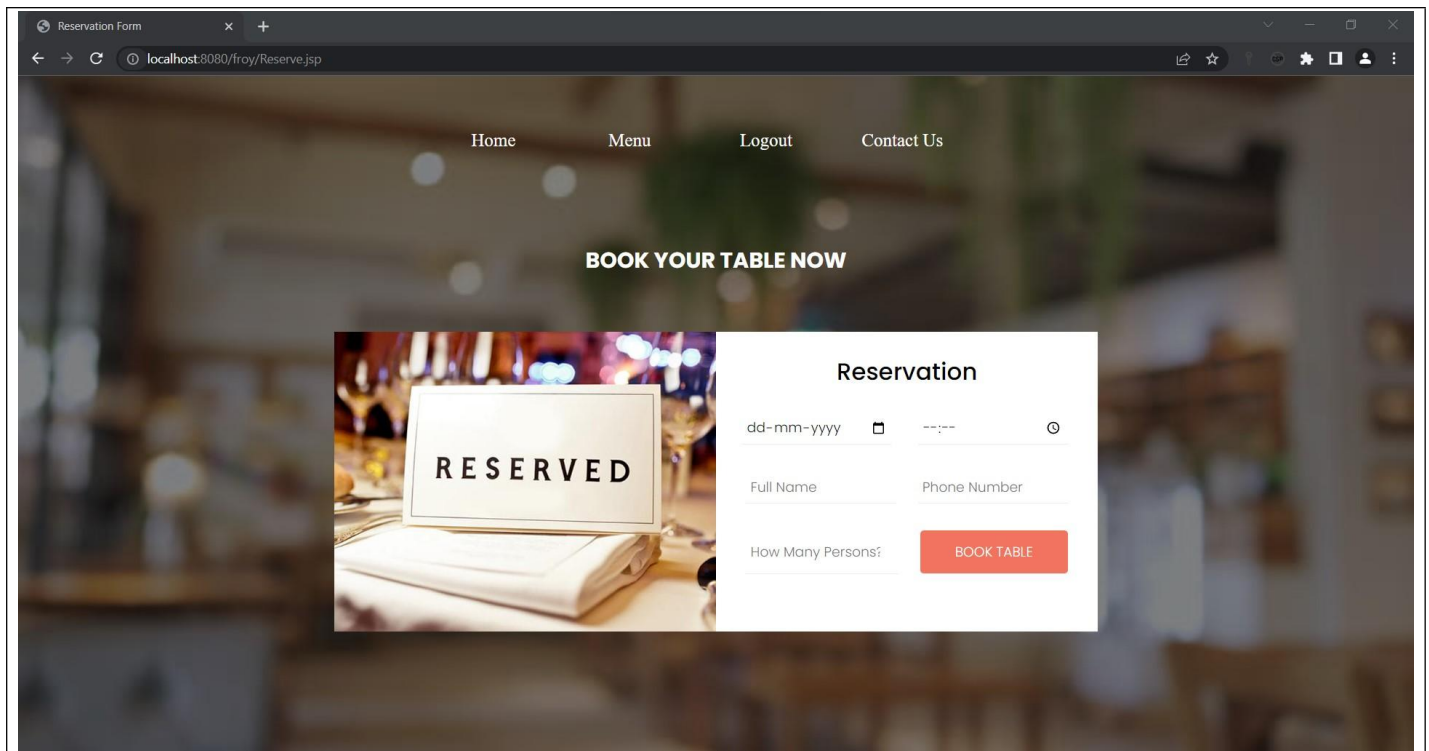 Reservation Form
localhost:8080/froy/Reserve.jsp
Home Menu Logout Contact Us
BOOK YOUR TABLE NOW
RESERVED
Reservation
dd-mm-yyyy --:--
Full Name Phone Number
How Many Persons? BOOK TABLE